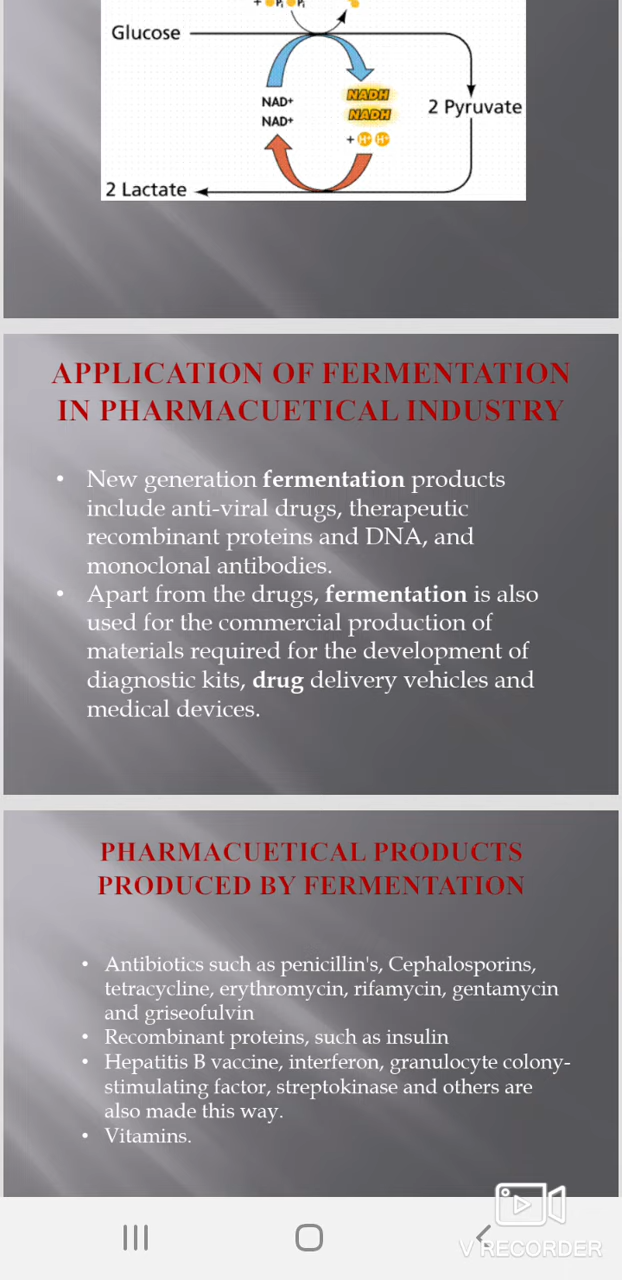 + Pi Pi
Glucose
NAD+
NADH
NAD+
NADH
2 Pyruvate
+ H+ H+
2 Lactate
APPLICATION OF FERMENTATION
IN PHARMACUETICAL INDUSTRY
• New generation fermentation products
include anti-viral drugs, therapeutic
recombinant proteins and DNA, and
monoclonal antibodies.
• Apart from the drugs, fermentation is also
used for the commercial production of
materials required for the development of
diagnostic kits, drug delivery vehicles and
medical devices.
PHARMACUETICAL PRODUCTS
PRODUCED BY FERMENTATION
• Antibiotics such as penicillin's, Cephalosporins,
tetracycline, erythromycin, rifamycin, gentamycin
and griseofulvin
• Recombinant proteins, such as insulin
• Hepatitis B vaccine, interferon, granulocyte colony-
stimulating factor, streptokinase and others are
also made this way.
• Vitamins.
V RECORDER